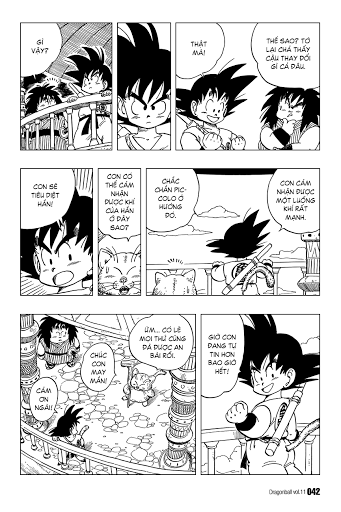 THẾ SAO? TỚ
LẠI CHẢ THẤY
CẬU THAY ĐỔI
GÌ CẢ ĐÂU.
THẬT
MÀ!
GÌ
VẬY?
CON CẢM
NHẬN ĐƯỢC
MỘT LUỒNG
KHÍ RẤT
MẠNH.
CHẮC
CHẮN PIC-
COLO Ở
HƯỚNG
ĐÓ.
CON CÓ
THỂ CẢM
NHẬN
ĐƯỢC KHÍ
CỦA HẮN
Ở ĐÂY
SAO?
CON SẼ
TIÊU DIỆT
HẮN!
GIỜ CON
ĐANG TỰ
TIN HƠN
BAO GIỜ
HẾT!
ỪM... CÓ LẼ
MỌI THỨ CŨNG
ĐÃ ĐƯỢC AN
BÀI RỒI.
CHÚC
CON
MAY
MẮN!
CẢM
ƠN
NGÀI!
Dragonball vol.11 042